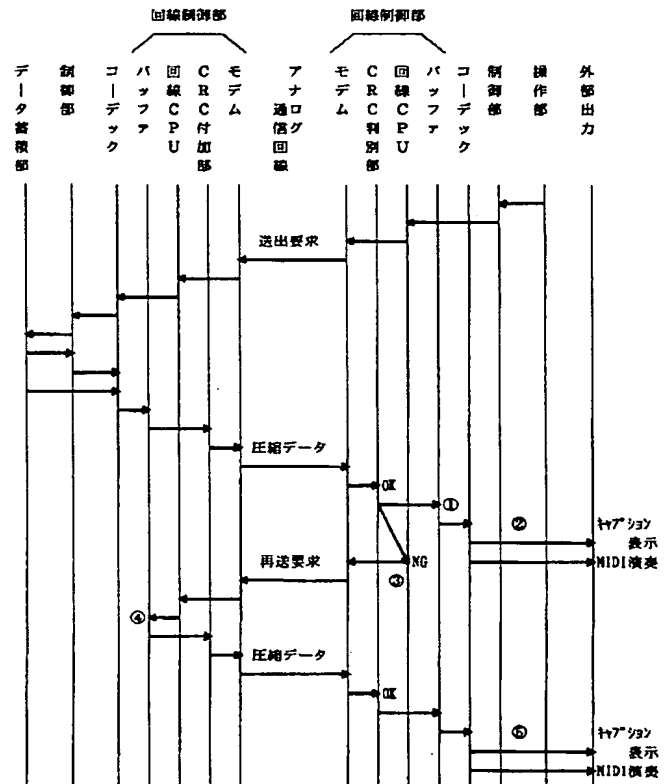 回線制御部
回線制御部
データ蓄積部
制御部
コーデック
バッファ
回線CPU
CRC付加部
モデム
アナログ
通信回線
モデム
CRC判別部
回線CPU
バッファ
コーデック
制御部
操作部
外部出力
送出要求
圧縮データ
OK
①
②
キャプション
表示
MIDI演奏
NG
③
再送要求
④
圧縮データ
OK
⑤
キャプション
表示
MIDI演奏